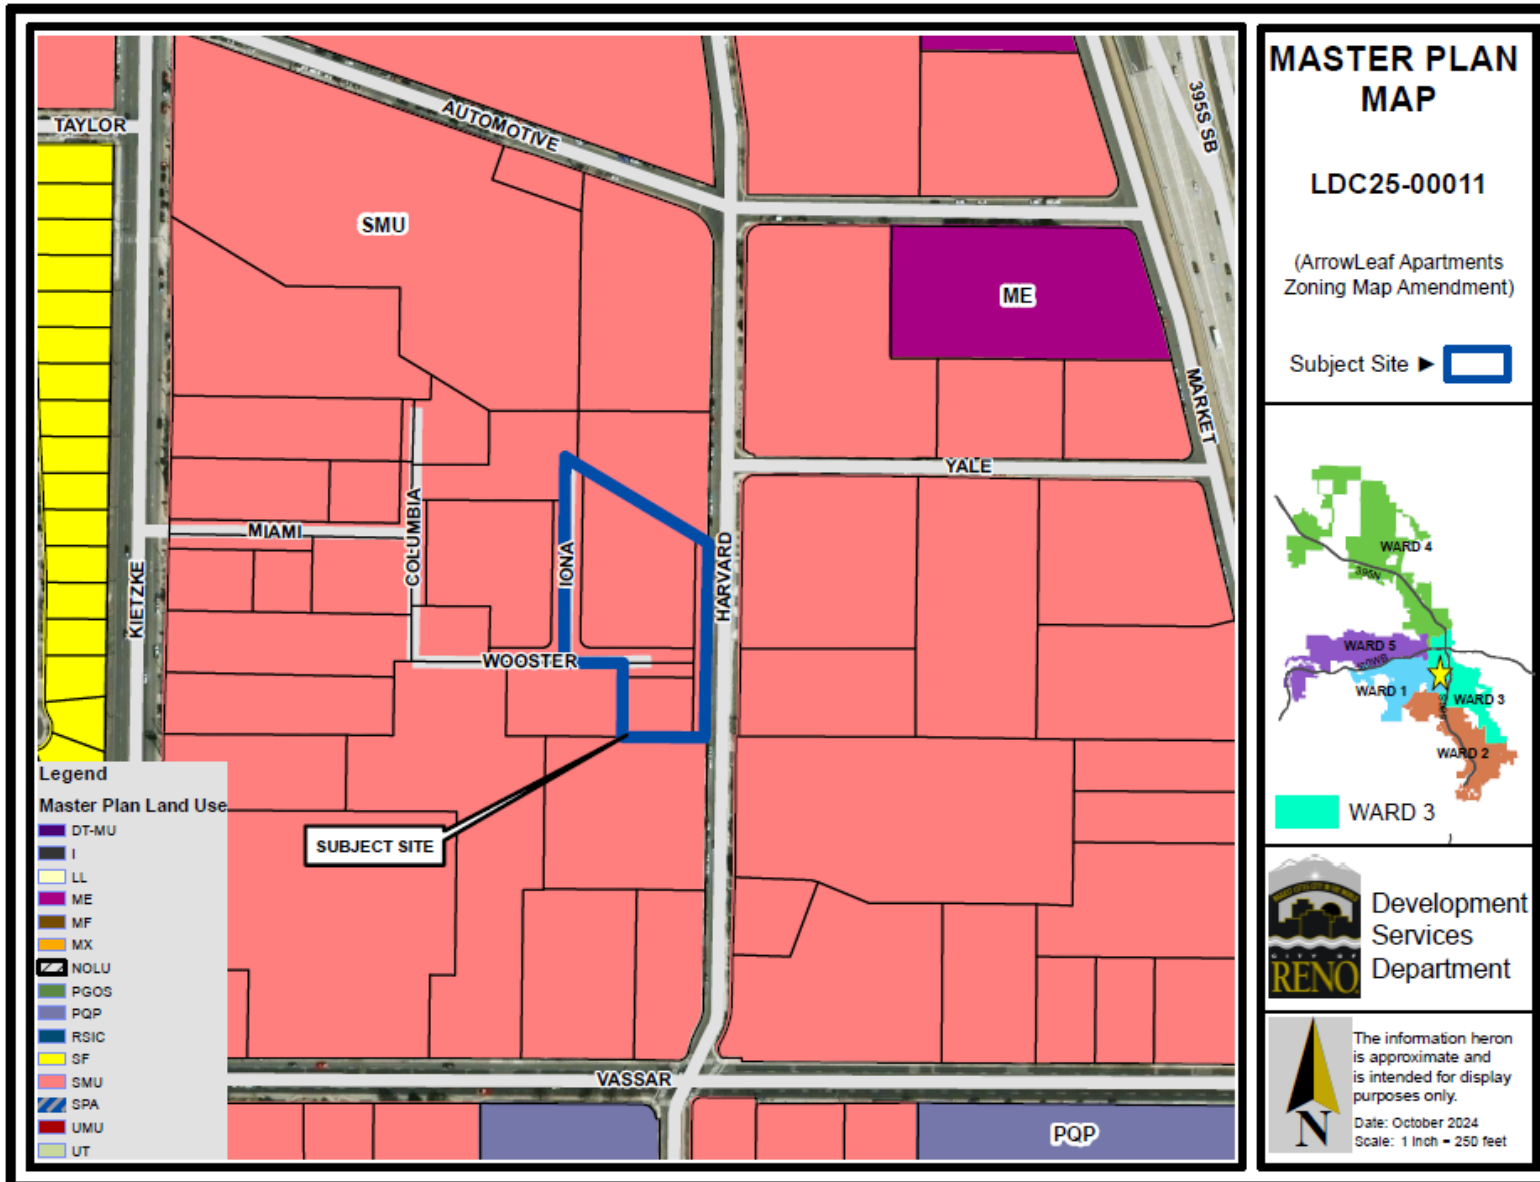 TAYLOR
AUTOMOTIVE
395S SB
SMU
ME
MARKET
YALE
MIAMI
COLUMBIA
IONA
HARVARD
KIETZKE
WOOSTER
SUBJECT SITE
VASSAR
PQP
Legend
Master Plan Land Use
DT-MU
I
LL
ME
MF
MX
NOLU
PGOS
PQP
RSIC
SF
SMU
SPA
UMU
UT
MASTER PLAN
MAP
LDC25-00011
(ArrowLeaf Apartments
Zoning Map Amendment)
Subject Site ►
WARD 4
395N
WARD 5
WARD 1
WARD 3
WARD 2
WARD 3
CITY OF
RENO
Development
Services
Department
The information heron
is approximate and
is intended for display
purposes only.
Date: October 2024
Scale: 1 inch = 250 feet
N